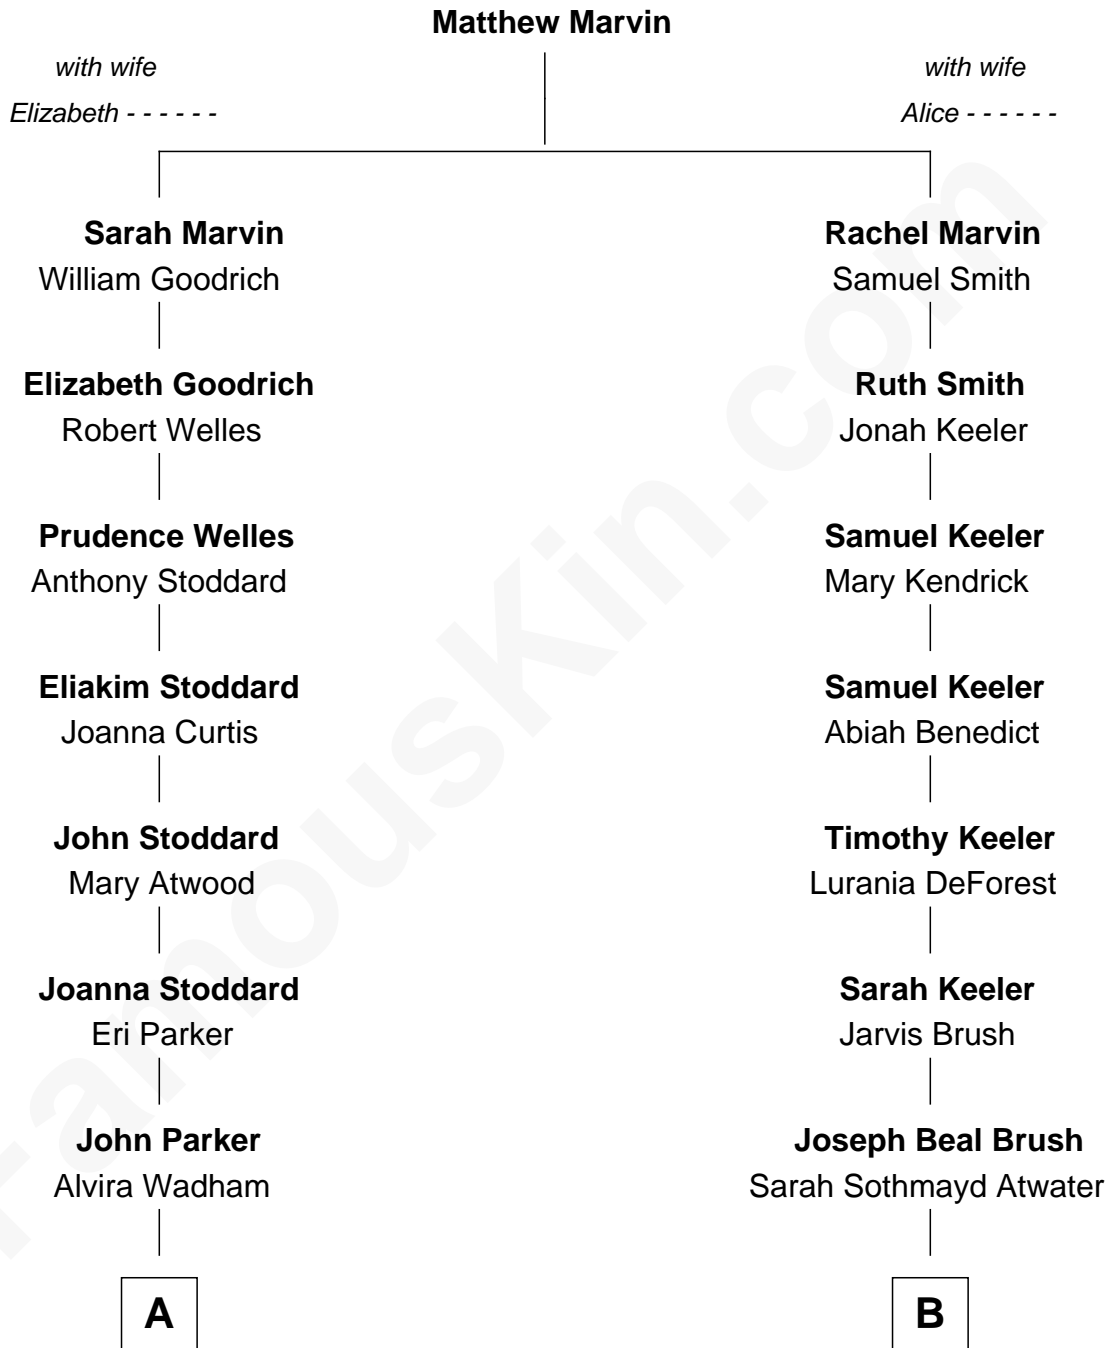 Matthew Marvin
with wife
Elizabeth - - - - - -
with wife
Alice - - - - - -
Sarah Marvin
William Goodrich
Rachel Marvin
Samuel Smith
Elizabeth Goodrich
Robert Welles
Ruth Smith
Jonah Keeler
Prudence Welles
Anthony Stoddard
Samuel Keeler
Mary Kendrick
Eliakim Stoddard
Joanna Curtis
Samuel Keeler
Abiah Benedict
John Stoddard
Mary Atwood
Timothy Keeler
Lurania DeForest
Joanna Stoddard
Eri Parker
Sarah Keeler
Jarvis Brush
John Parker
Alvira Wadham
Joseph Beal Brush
Sarah Sothmayd Atwater
A
B
FamousKin.com